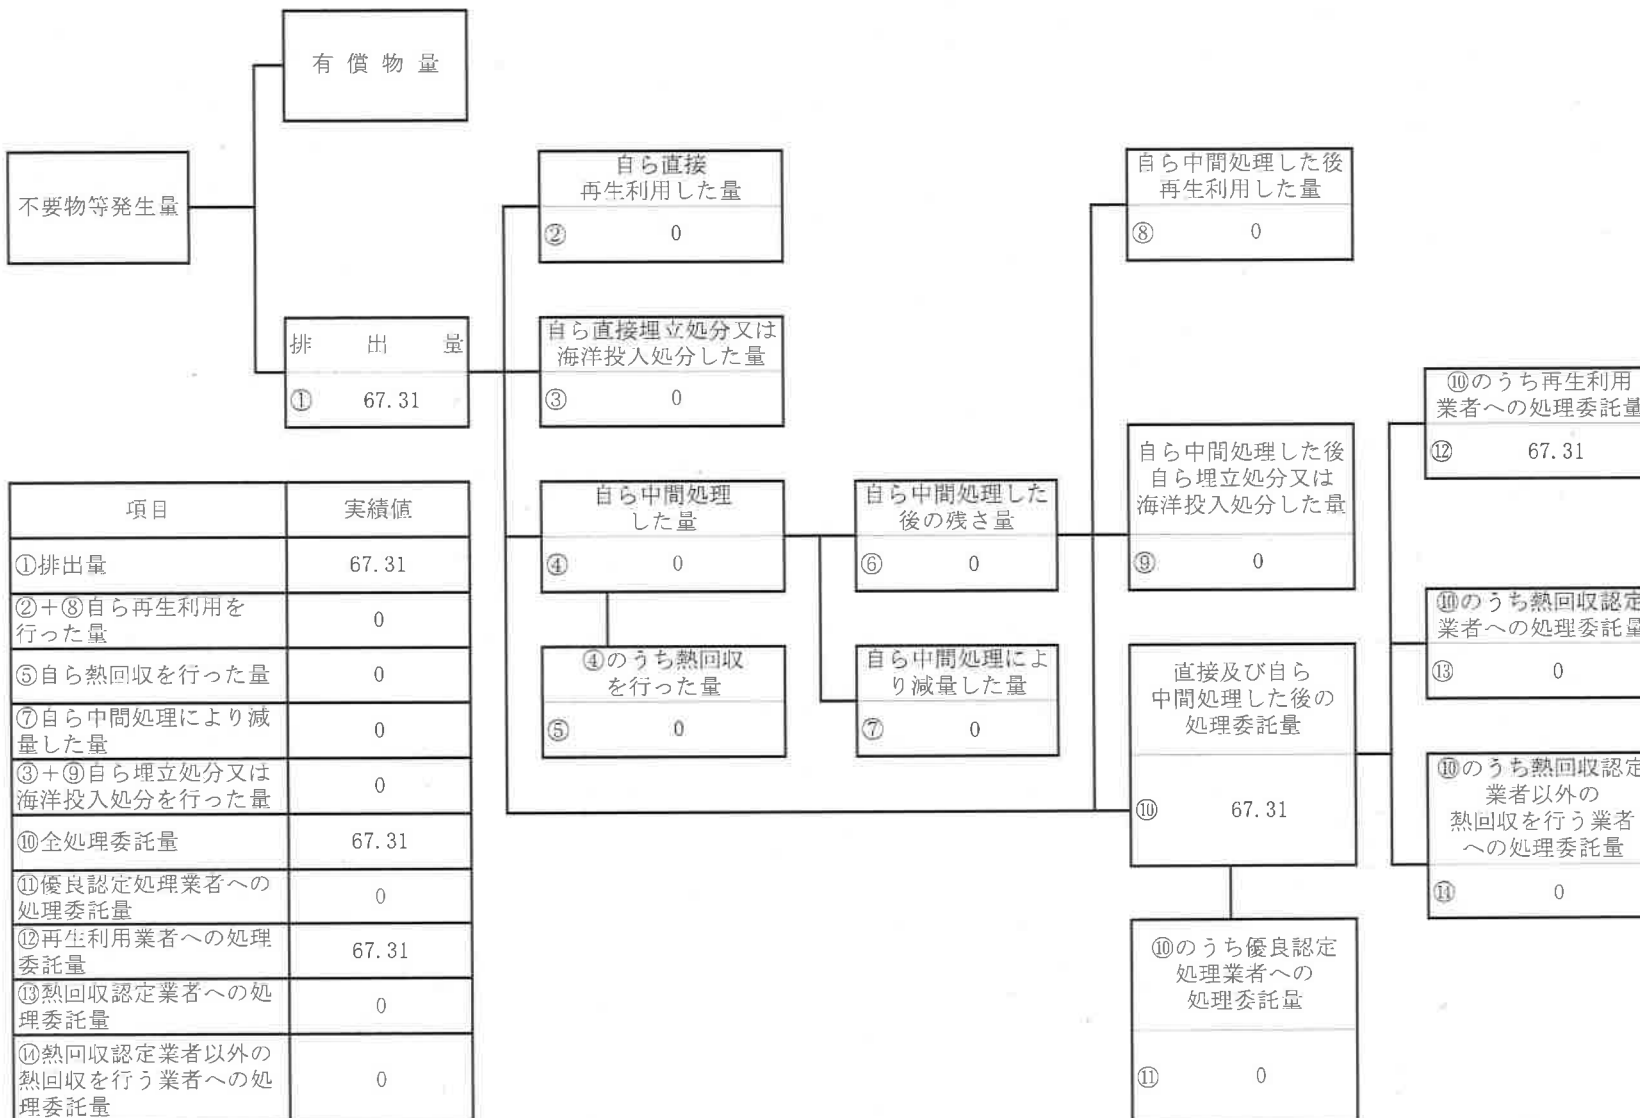 有償物量
不要物等発生量
排出量
① 67.31
自ら直接
再生利用した量
② 0
自ら直接埋立処分又は
海洋投入処分した量
③ 0
自ら中間処理
した量
④ 0
④のうち熱回収
を行った量
⑤ 0
自ら中間処理した
後の残さ量
⑥ 0
自ら中間処理によ
り減量した量
⑦ 0
自ら中間処理した後
再生利用した量
⑧ 0
自ら中間処理した後
自ら埋立処分又は
海洋投入処分した量
⑨ 0
直接及び自ら
中間処理した後の
処理委託量
⑩ 67.31
⑩のうち優良認定
処理業者への
処理委託量
⑪ 0
⑩のうち再生利用
業者への処理委託量
⑫ 67.31
⑩のうち熱回収認定
業者への処理委託量
⑬ 0
⑩のうち熱回収認定
業者以外の
熱回収を行う業者
への処理委託量
⑭ 0
項目 実績値
①排出量 67.31
②+⑧自ら再生利用を
行った量 0
⑤自ら熱回収を行った量 0
⑦自ら中間処理により減
量した量 0
③+⑨自ら埋立処分又は
海洋投入処分を行った量 0
⑩全処理委託量 67.31
⑪優良認定処理業者への
処理委託量 0
⑫再生利用業者への処理
委託量 67.31
⑬熱回収認定業者への処
理委託量 0
⑭熱回収認定業者以外の
熱回収を行う業者への処
理委託量 0